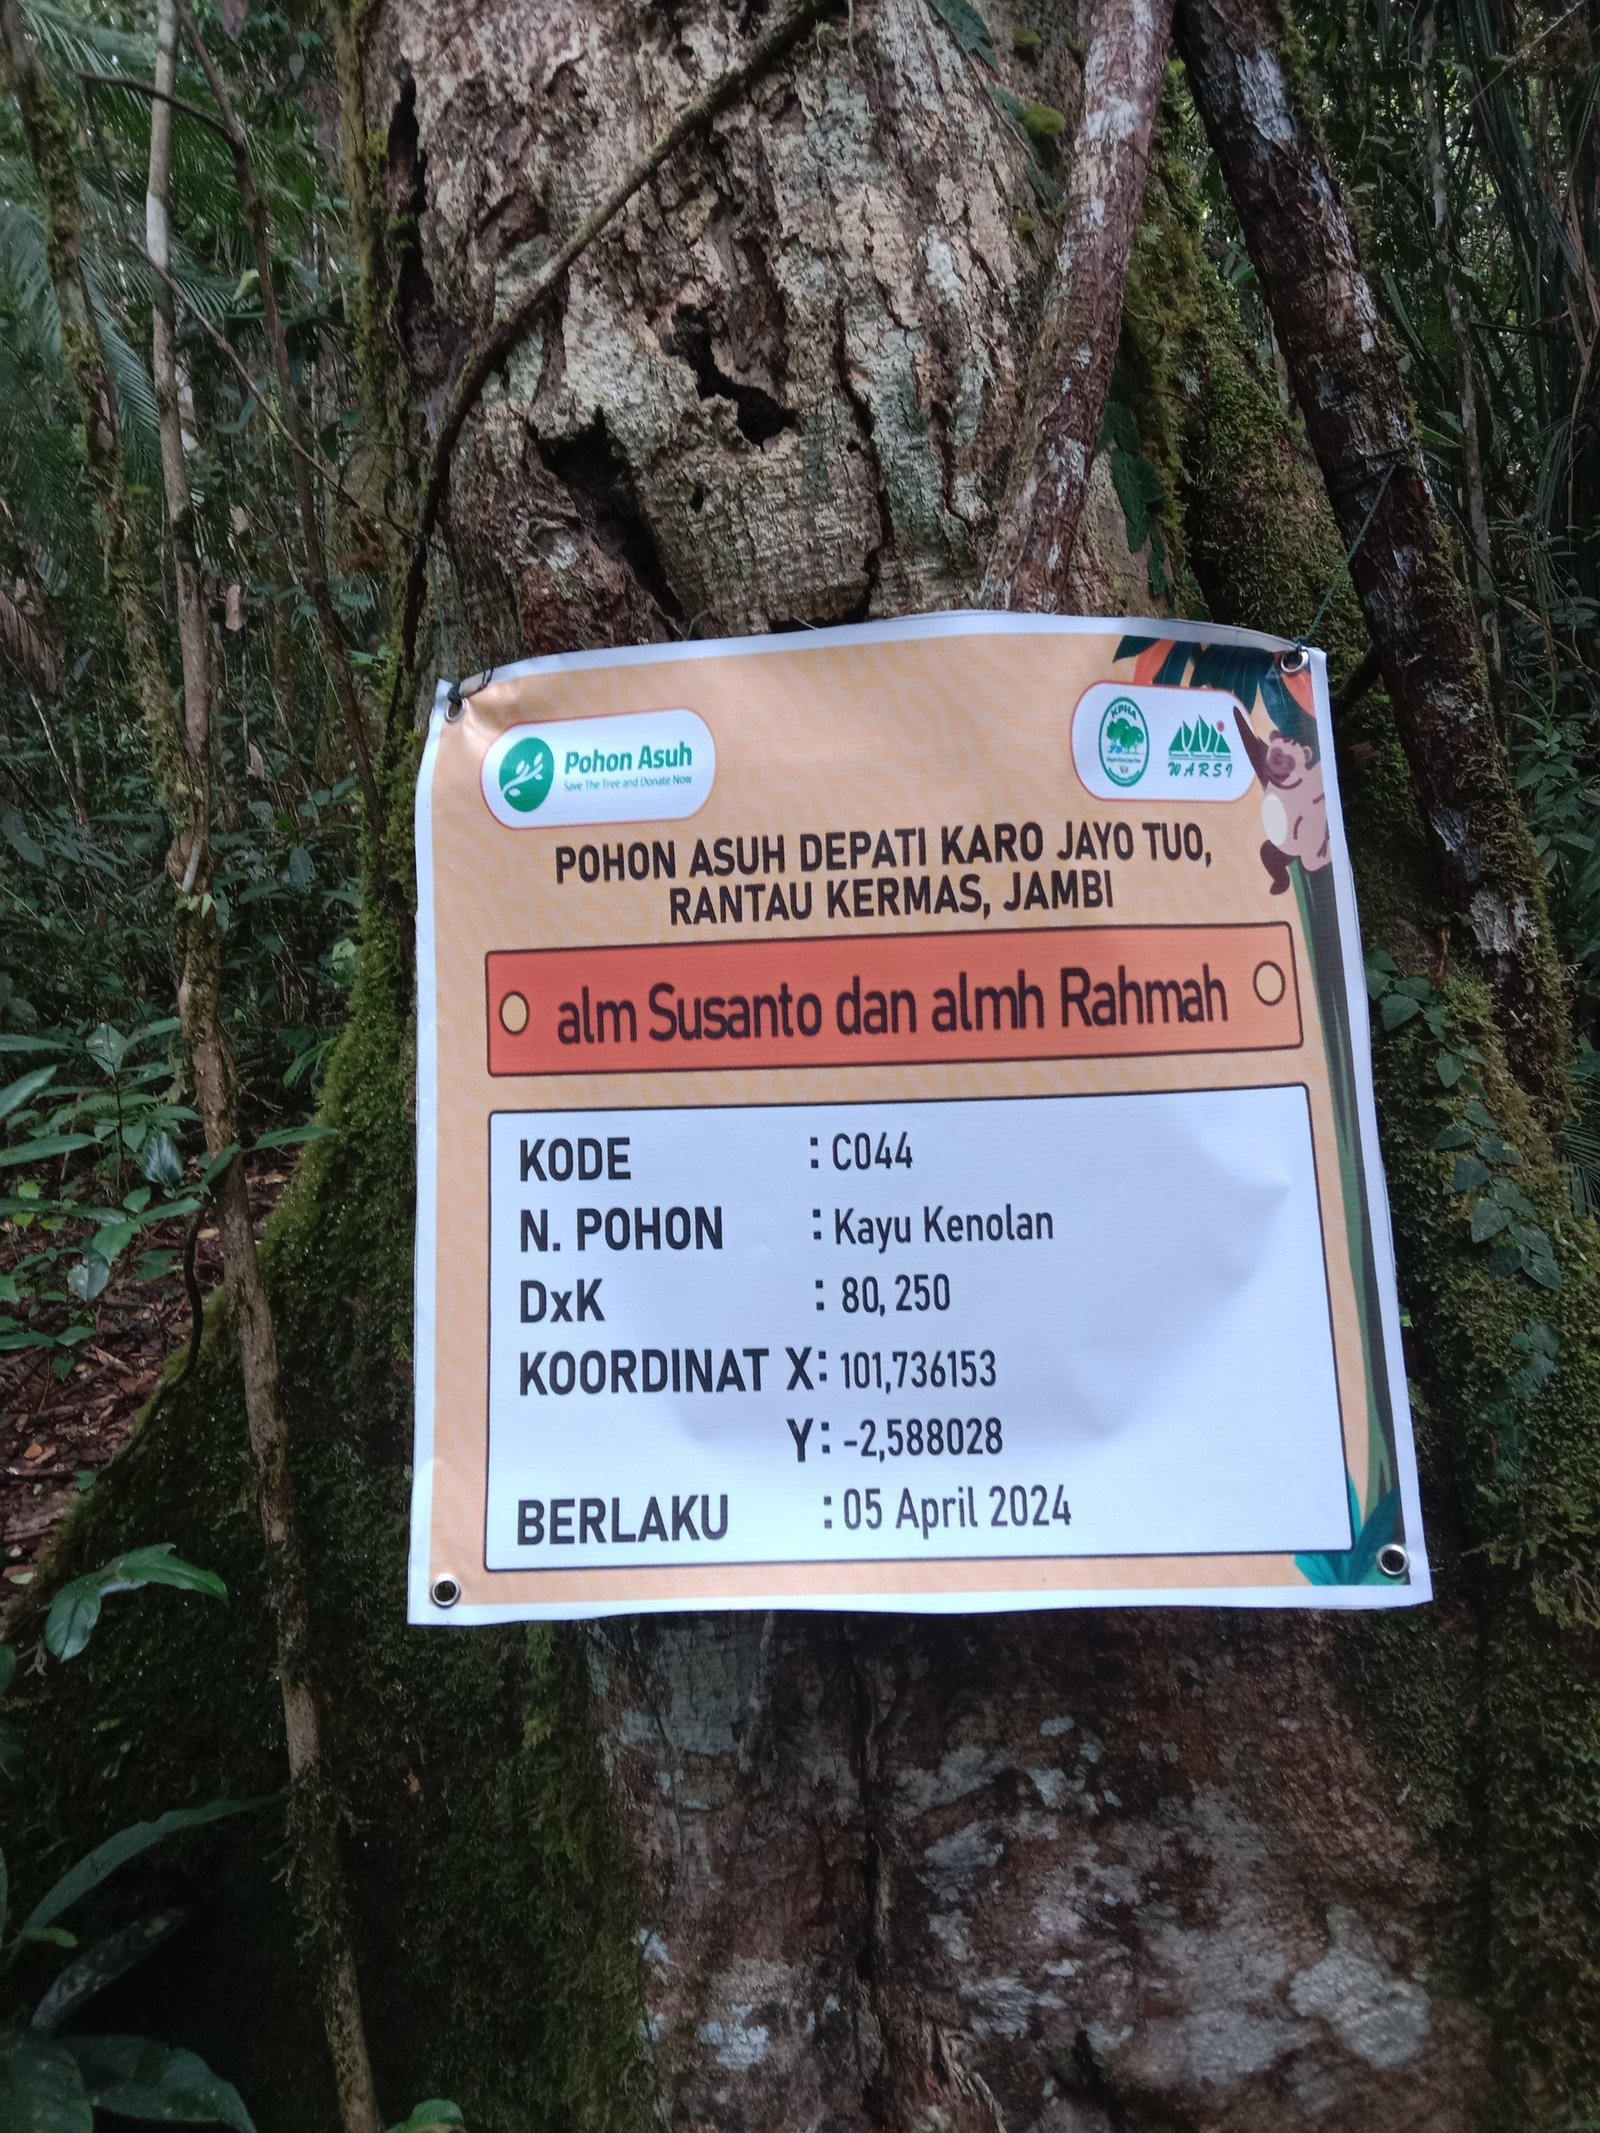 Pohon Asuh
Save The Tree and Donate Now
KPHA
WARSI
POHON ASUH DEPATI KARO JAYO TUO,
RANTAU KERMAS, JAMBI
alm Susanto dan almh Rahmah
KODE : C044
N. POHON : Kayu Kenolan
DxK : 80, 250
KOORDINAT X: 101,736153
Y: -2,588028
BERLAKU : 05 April 2024